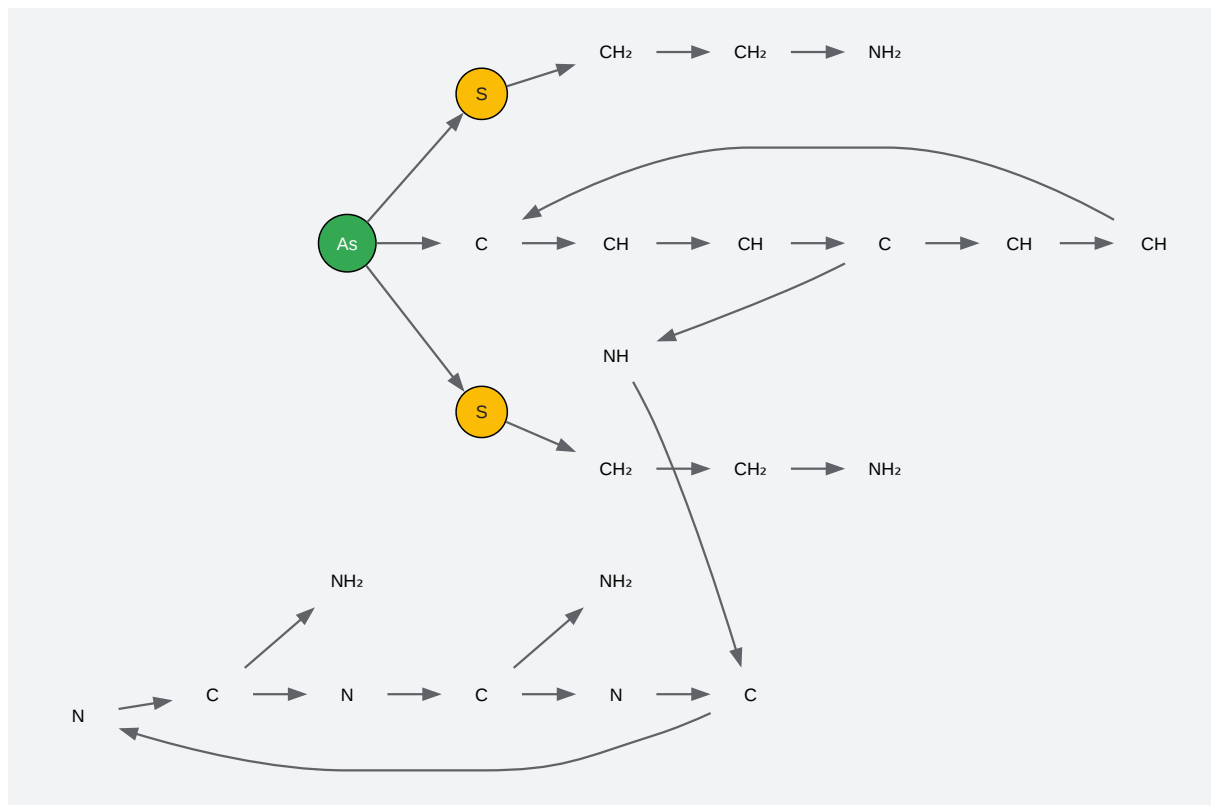 CH₂ CH₂ NH₂
S
As C CH CH C CH CH
NH
S
CH₂ CH₂ NH₂
NH₂ NH₂
C N C N C
N